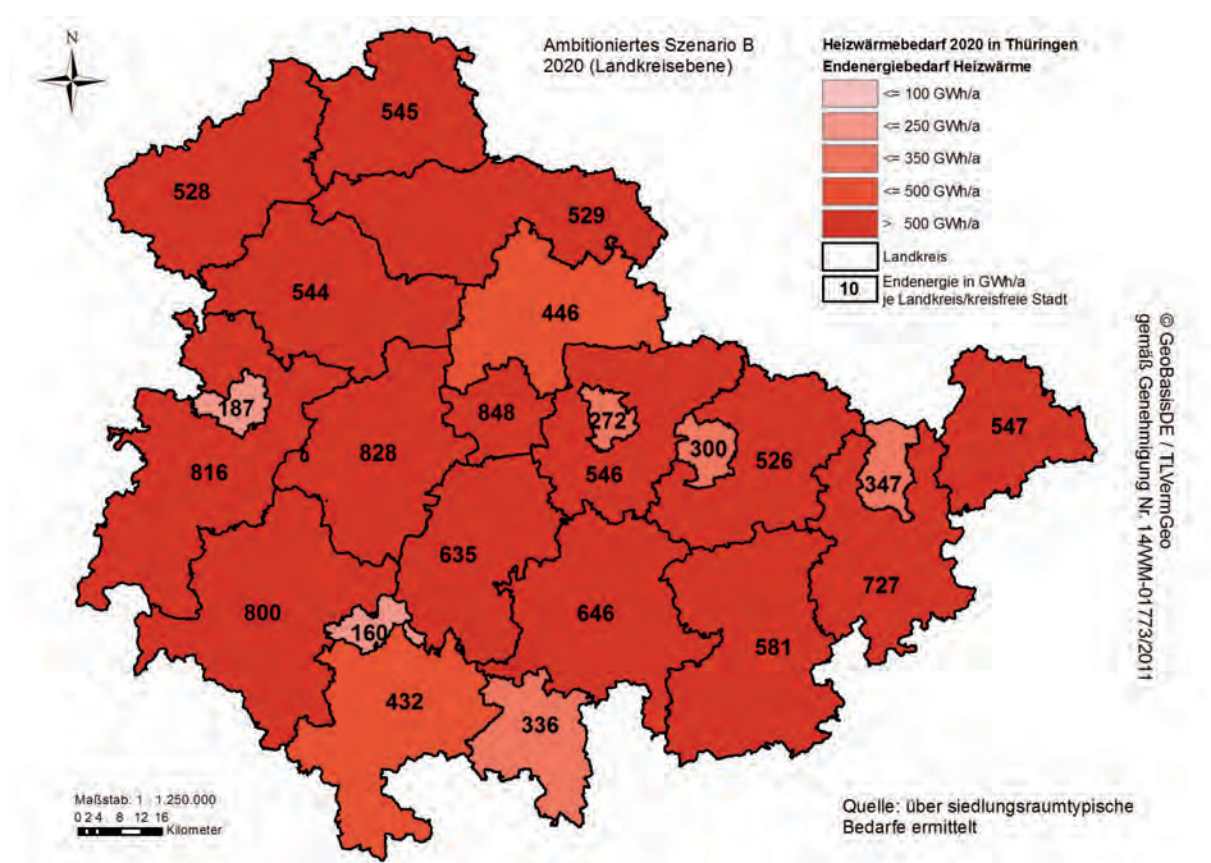 N
Ambitioniertes Szenario B
2020 (Landkreisebene)
Heizwärmebedarf 2020 in Thüringen
Endenergiebedarf Heizwärme
<= 100 GWh/a
<= 250 GWh/a
<= 350 GWh/a
<= 500 GWh/a
> 500 GWh/a
Landkreis
10
Endenergie in GWh/a
je Landkreis/kreisfreie Stadt
545
528
529
544
446
187
848
272
300
547
816
828
546
526
347
635
727
800
160
646
581
432
336
© GeoBasisDE / TLVermGeo
gemäß Genehmigung Nr. 14/WM-01773/2011
Maßstab: 1 : 1.250.000
0 2 4 8 12 16
Kilometer
Quelle: über siedlungsraumtypische
Bedarfe ermittelt